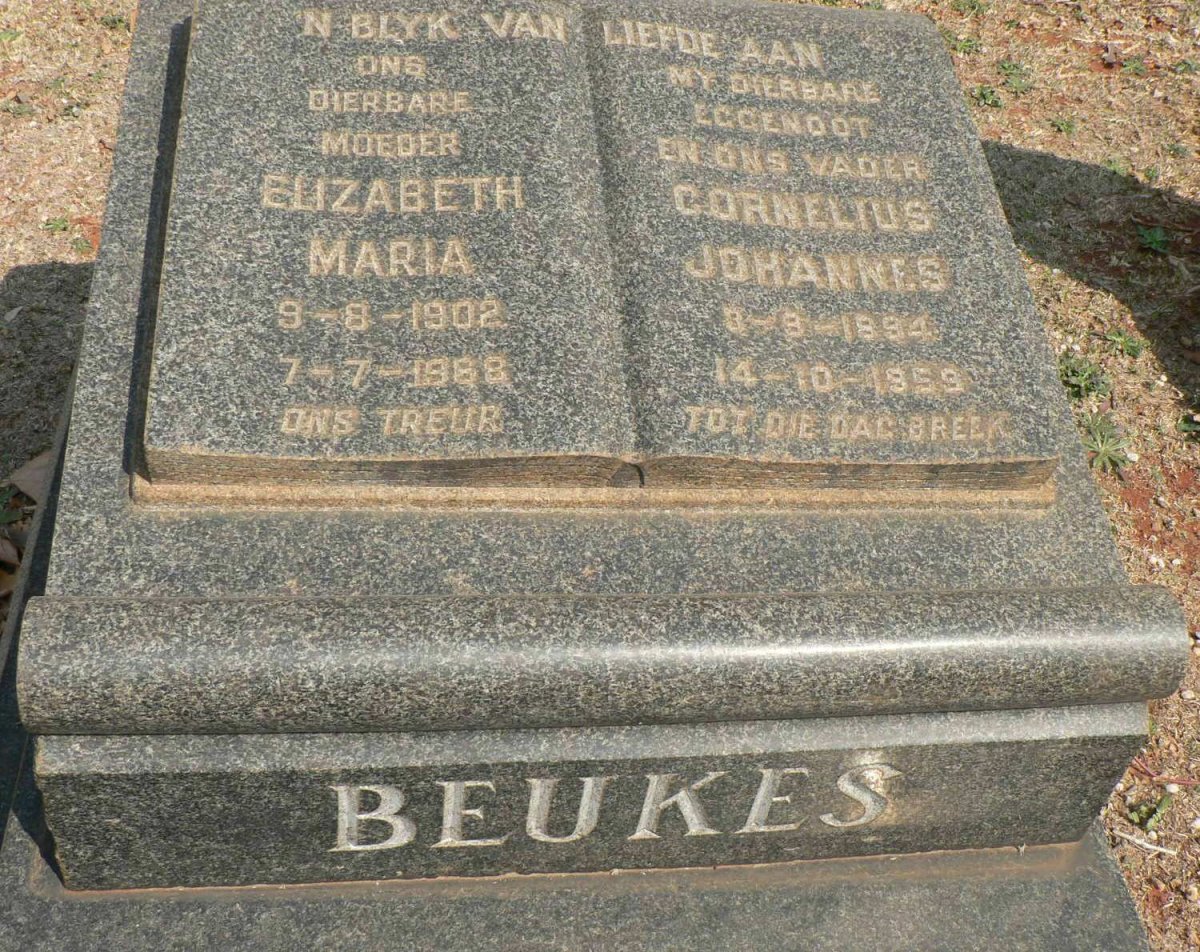 'N BLYK VAN LIEFDE AAN
ONS
DIERBARE
MOEDER
ELIZABETH
MARIA
9-8-1902
7-7-1988
ONS TREUR
MY DIERBARE
EGGENOOT
EN ONS VADER
CORNELIUS
JOHANNES
8-9-1894
14-10-1959
TOT DIE DAG BREEK
BEUKES